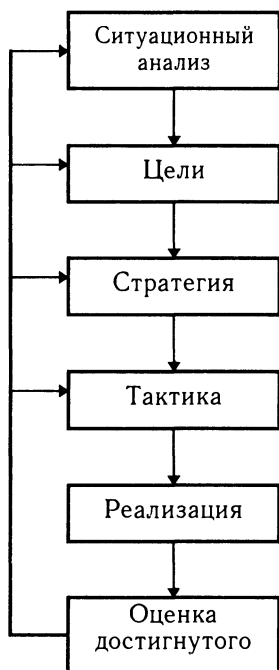 Ситуационный
анализ
Цели
Стратегия
Тактика
Реализация
Оценка
достигнутого